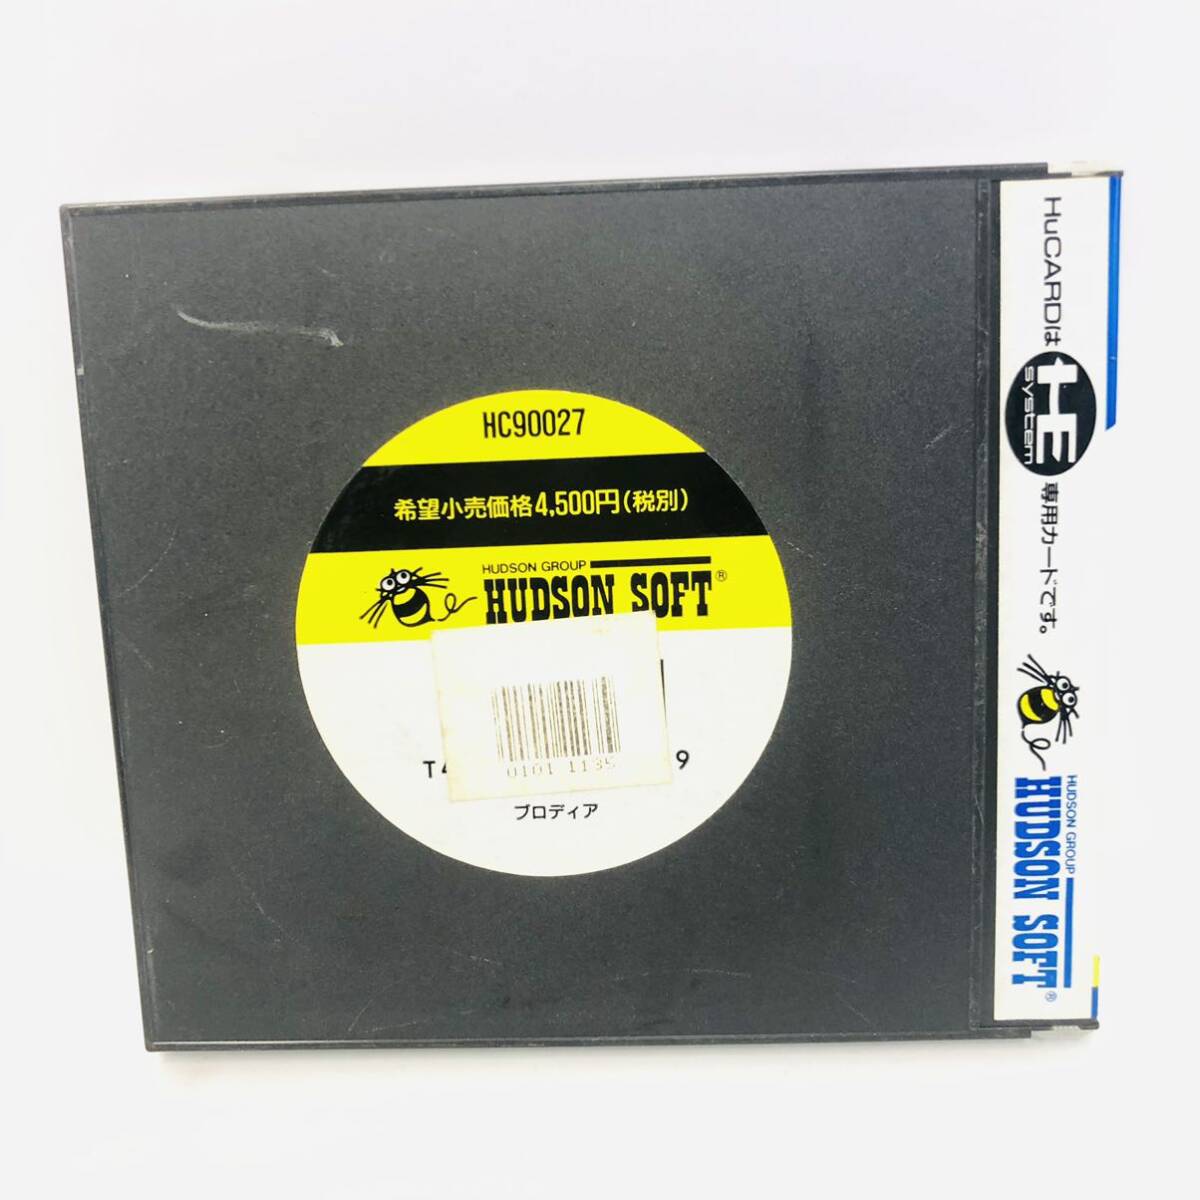 HC90027
希望小売価格4,500円(税別)
HUDSON GROUP
HUDSON SOFT®
T4
9
0101 1135
ブロディア
HuCARDは HE system 専用カードです。
HUDSON GROUP
HUDSON SOFT®